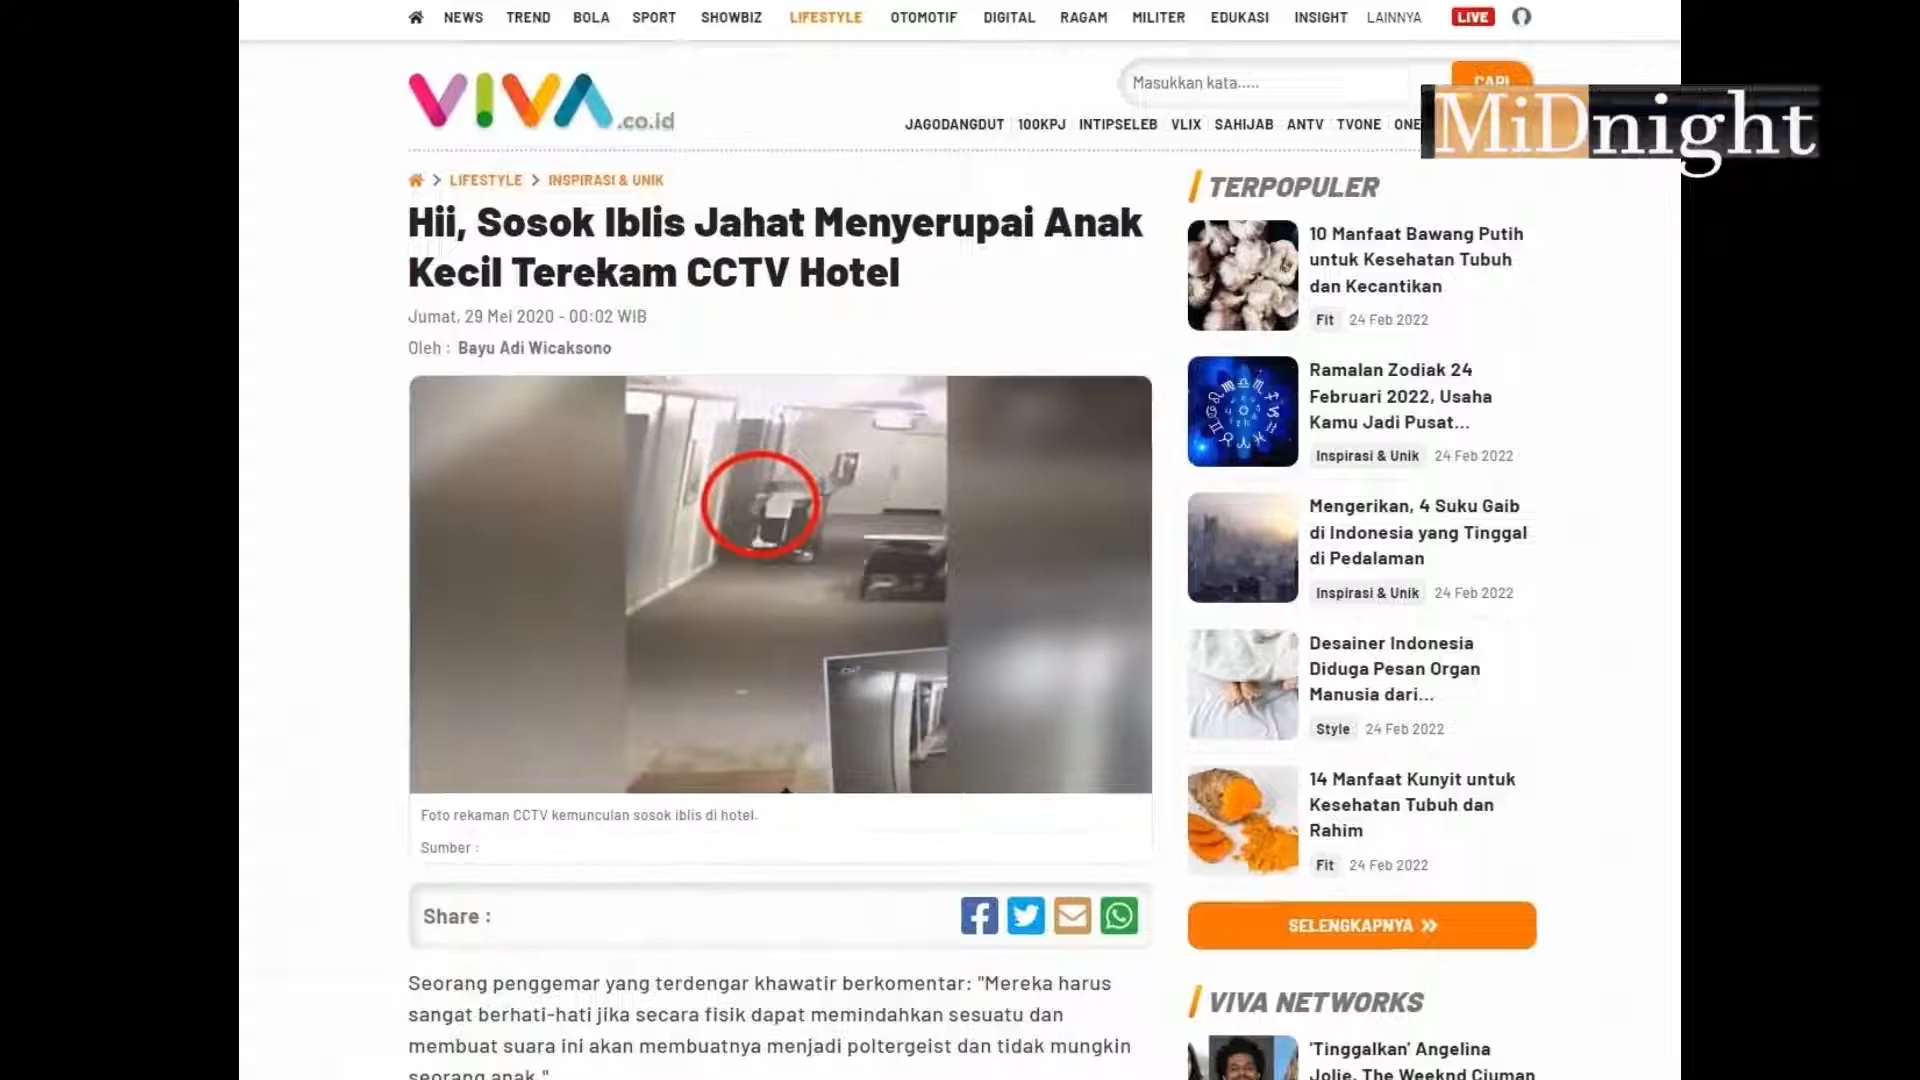 NEWS TREND BOLA SPORT SHOWBIZ LIFESTYLE OTOMOTIF DIGITAL RAGAM MILITER EDUKASI INSIGHT LAINNYA LIVE
VIVA.co.id
Masukkan kata.....
CARI
JAGODANGDUT 100KPJ INTIPSELEB VLIX SAHIJAB ANTV TVONE ONE
MiDnight
LIFESTYLE > INSPIRASI & UNIK
Hii, Sosok Iblis Jahat Menyerupai Anak
Kecil Terekam CCTV Hotel
Jumat, 29 Mei 2020 - 00:02 WIB
Oleh : Bayu Adi Wicaksono
Foto rekaman CCTV kemunculan sosok iblis di hotel.
Sumber :
Share :
Seorang penggemar yang terdengar khawatir berkomentar: "Mereka harus
sangat berhati-hati jika secara fisik dapat memindahkan sesuatu dan
membuat suara ini akan membuatnya menjadi poltergeist dan tidak mungkin
seorang anak."
TERPOPULER
10 Manfaat Bawang Putih
untuk Kesehatan Tubuh
dan Kecantikan
Fit 24 Feb 2022
Ramalan Zodiak 24
Februari 2022, Usaha
Kamu Jadi Pusat...
Inspirasi & Unik 24 Feb 2022
Mengerikan, 4 Suku Gaib
di Indonesia yang Tinggal
di Pedalaman
Inspirasi & Unik 24 Feb 2022
Desainer Indonesia
Diduga Pesan Organ
Manusia dari...
Style 24 Feb 2022
14 Manfaat Kunyit untuk
Kesehatan Tubuh dan
Rahim
Fit 24 Feb 2022
SELENGKAPNYA »
VIVA NETWORKS
'Tinggalkan' Angelina
Jolie, The Weeknd Ciuman